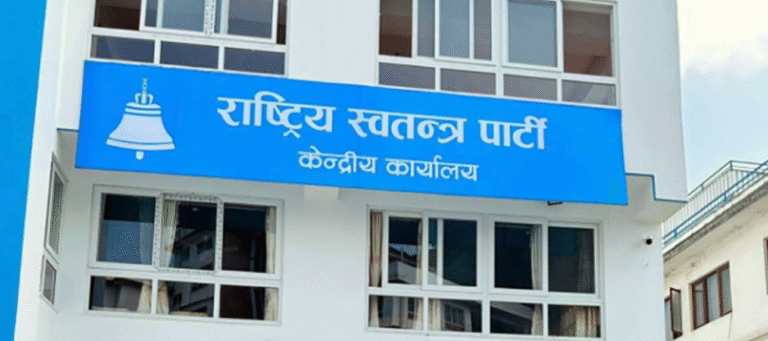 राष्ट्रिय स्वतन्त्र पार्टी
केन्द्रीय कार्यालय